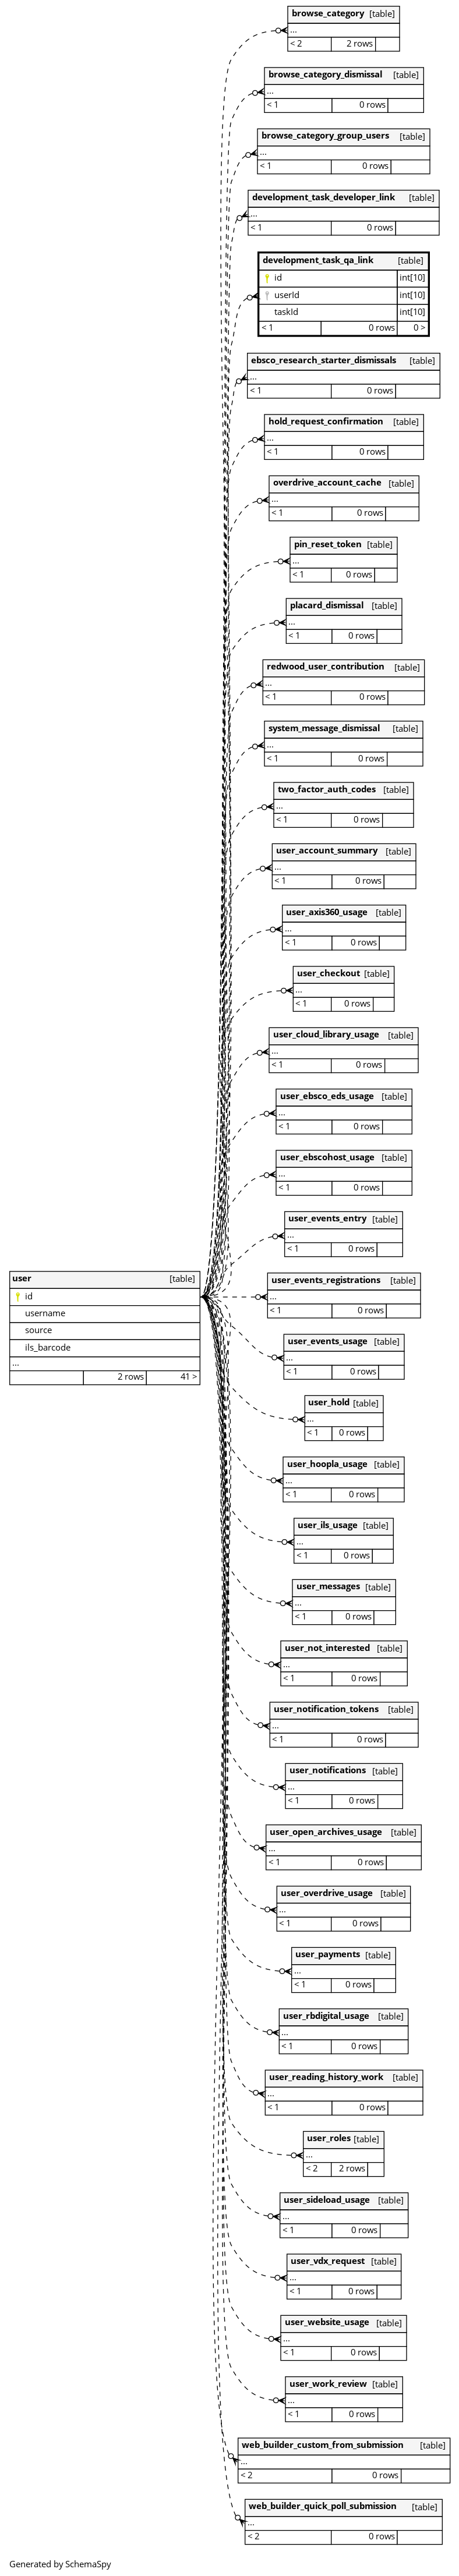 browse_category [table]
...
< 2 2 rows
browse_category_dismissal [table]
...
< 1 0 rows
browse_category_group_users [table]
...
< 1 0 rows
development_task_developer_link [table]
...
< 1 0 rows
development_task_qa_link [table]
id int[10]
userId int[10]
taskId int[10]
< 1 0 rows 0 >
ebsco_research_starter_dismissals [table]
...
< 1 0 rows
hold_request_confirmation [table]
...
< 1 0 rows
overdrive_account_cache [table]
...
< 1 0 rows
pin_reset_token [table]
...
< 1 0 rows
placard_dismissal [table]
...
< 1 0 rows
redwood_user_contribution [table]
...
< 1 0 rows
system_message_dismissal [table]
...
< 1 0 rows
two_factor_auth_codes [table]
...
< 1 0 rows
user_account_summary [table]
...
< 1 0 rows
user_axis360_usage [table]
...
< 1 0 rows
user_checkout [table]
...
< 1 0 rows
user_cloud_library_usage [table]
...
< 1 0 rows
user_ebsco_eds_usage [table]
...
< 1 0 rows
user_ebscohost_usage [table]
...
< 1 0 rows
user_events_entry [table]
...
< 1 0 rows
user [table]
id
username
source
ils_barcode
...
2 rows 41 >
user_events_registrations [table]
...
< 1 0 rows
user_events_usage [table]
...
< 1 0 rows
user_hold [table]
...
< 1 0 rows
user_hoopla_usage [table]
...
< 1 0 rows
user_ils_usage [table]
...
< 1 0 rows
user_messages [table]
...
< 1 0 rows
user_not_interested [table]
...
< 1 0 rows
user_notification_tokens [table]
...
< 1 0 rows
user_notifications [table]
...
< 1 0 rows
user_open_archives_usage [table]
...
< 1 0 rows
user_overdrive_usage [table]
...
< 1 0 rows
user_payments [table]
...
< 1 0 rows
user_rbdigital_usage [table]
...
< 1 0 rows
user_reading_history_work [table]
...
< 1 0 rows
user_roles [table]
...
< 2 2 rows
user_sideload_usage [table]
...
< 1 0 rows
user_vdx_request [table]
...
< 1 0 rows
user_website_usage [table]
...
< 1 0 rows
user_work_review [table]
...
< 1 0 rows
web_builder_custom_from_submission [table]
...
< 2 0 rows
web_builder_quick_poll_submission [table]
...
< 2 0 rows
Generated by SchemaSpy